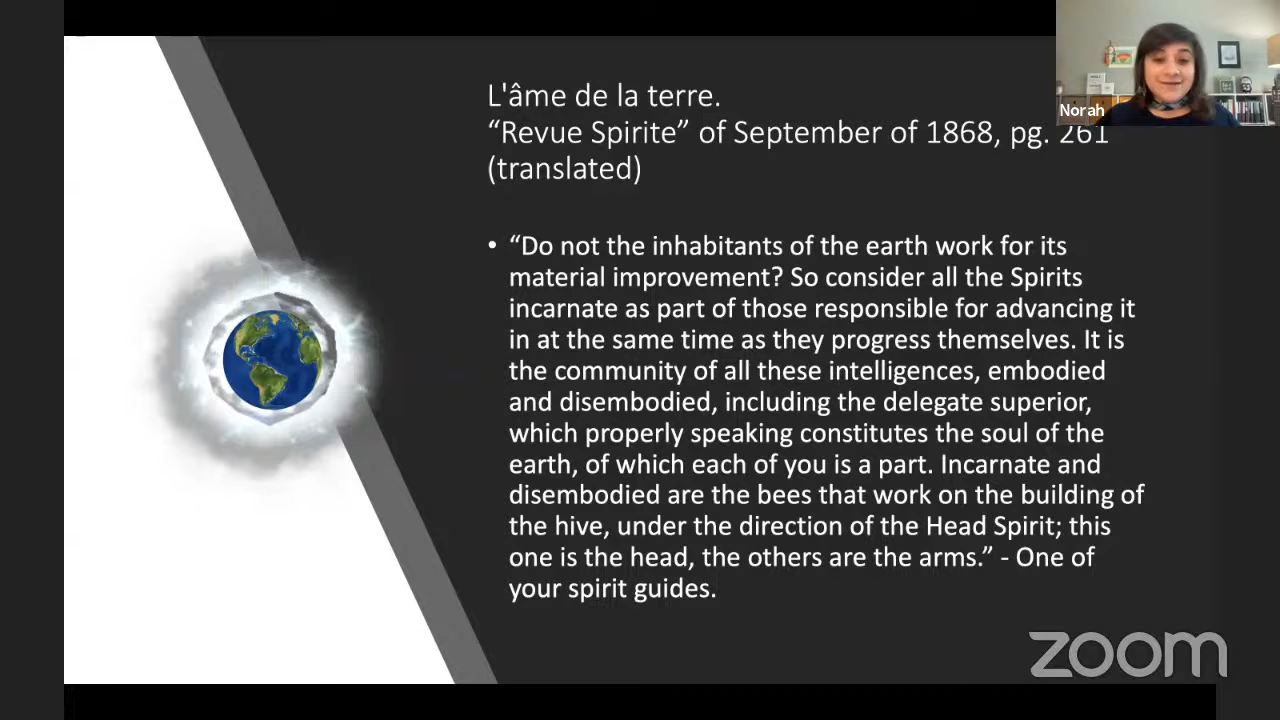 L'âme de la terre.
“Revue Spirite” of September of 1868, pg. 261
(translated)
Norah
• “Do not the inhabitants of the earth work for its
material improvement? So consider all the Spirits
incarnate as part of those responsible for advancing it
in at the same time as they progress themselves. It is
the community of all these intelligences, embodied
and disembodied, including the delegate superior,
which properly speaking constitutes the soul of the
earth, of which each of you is a part. Incarnate and
disembodied are the bees that work on the building of
the hive, under the direction of the Head Spirit; this
one is the head, the others are the arms.” - One of
your spirit guides.
zoom